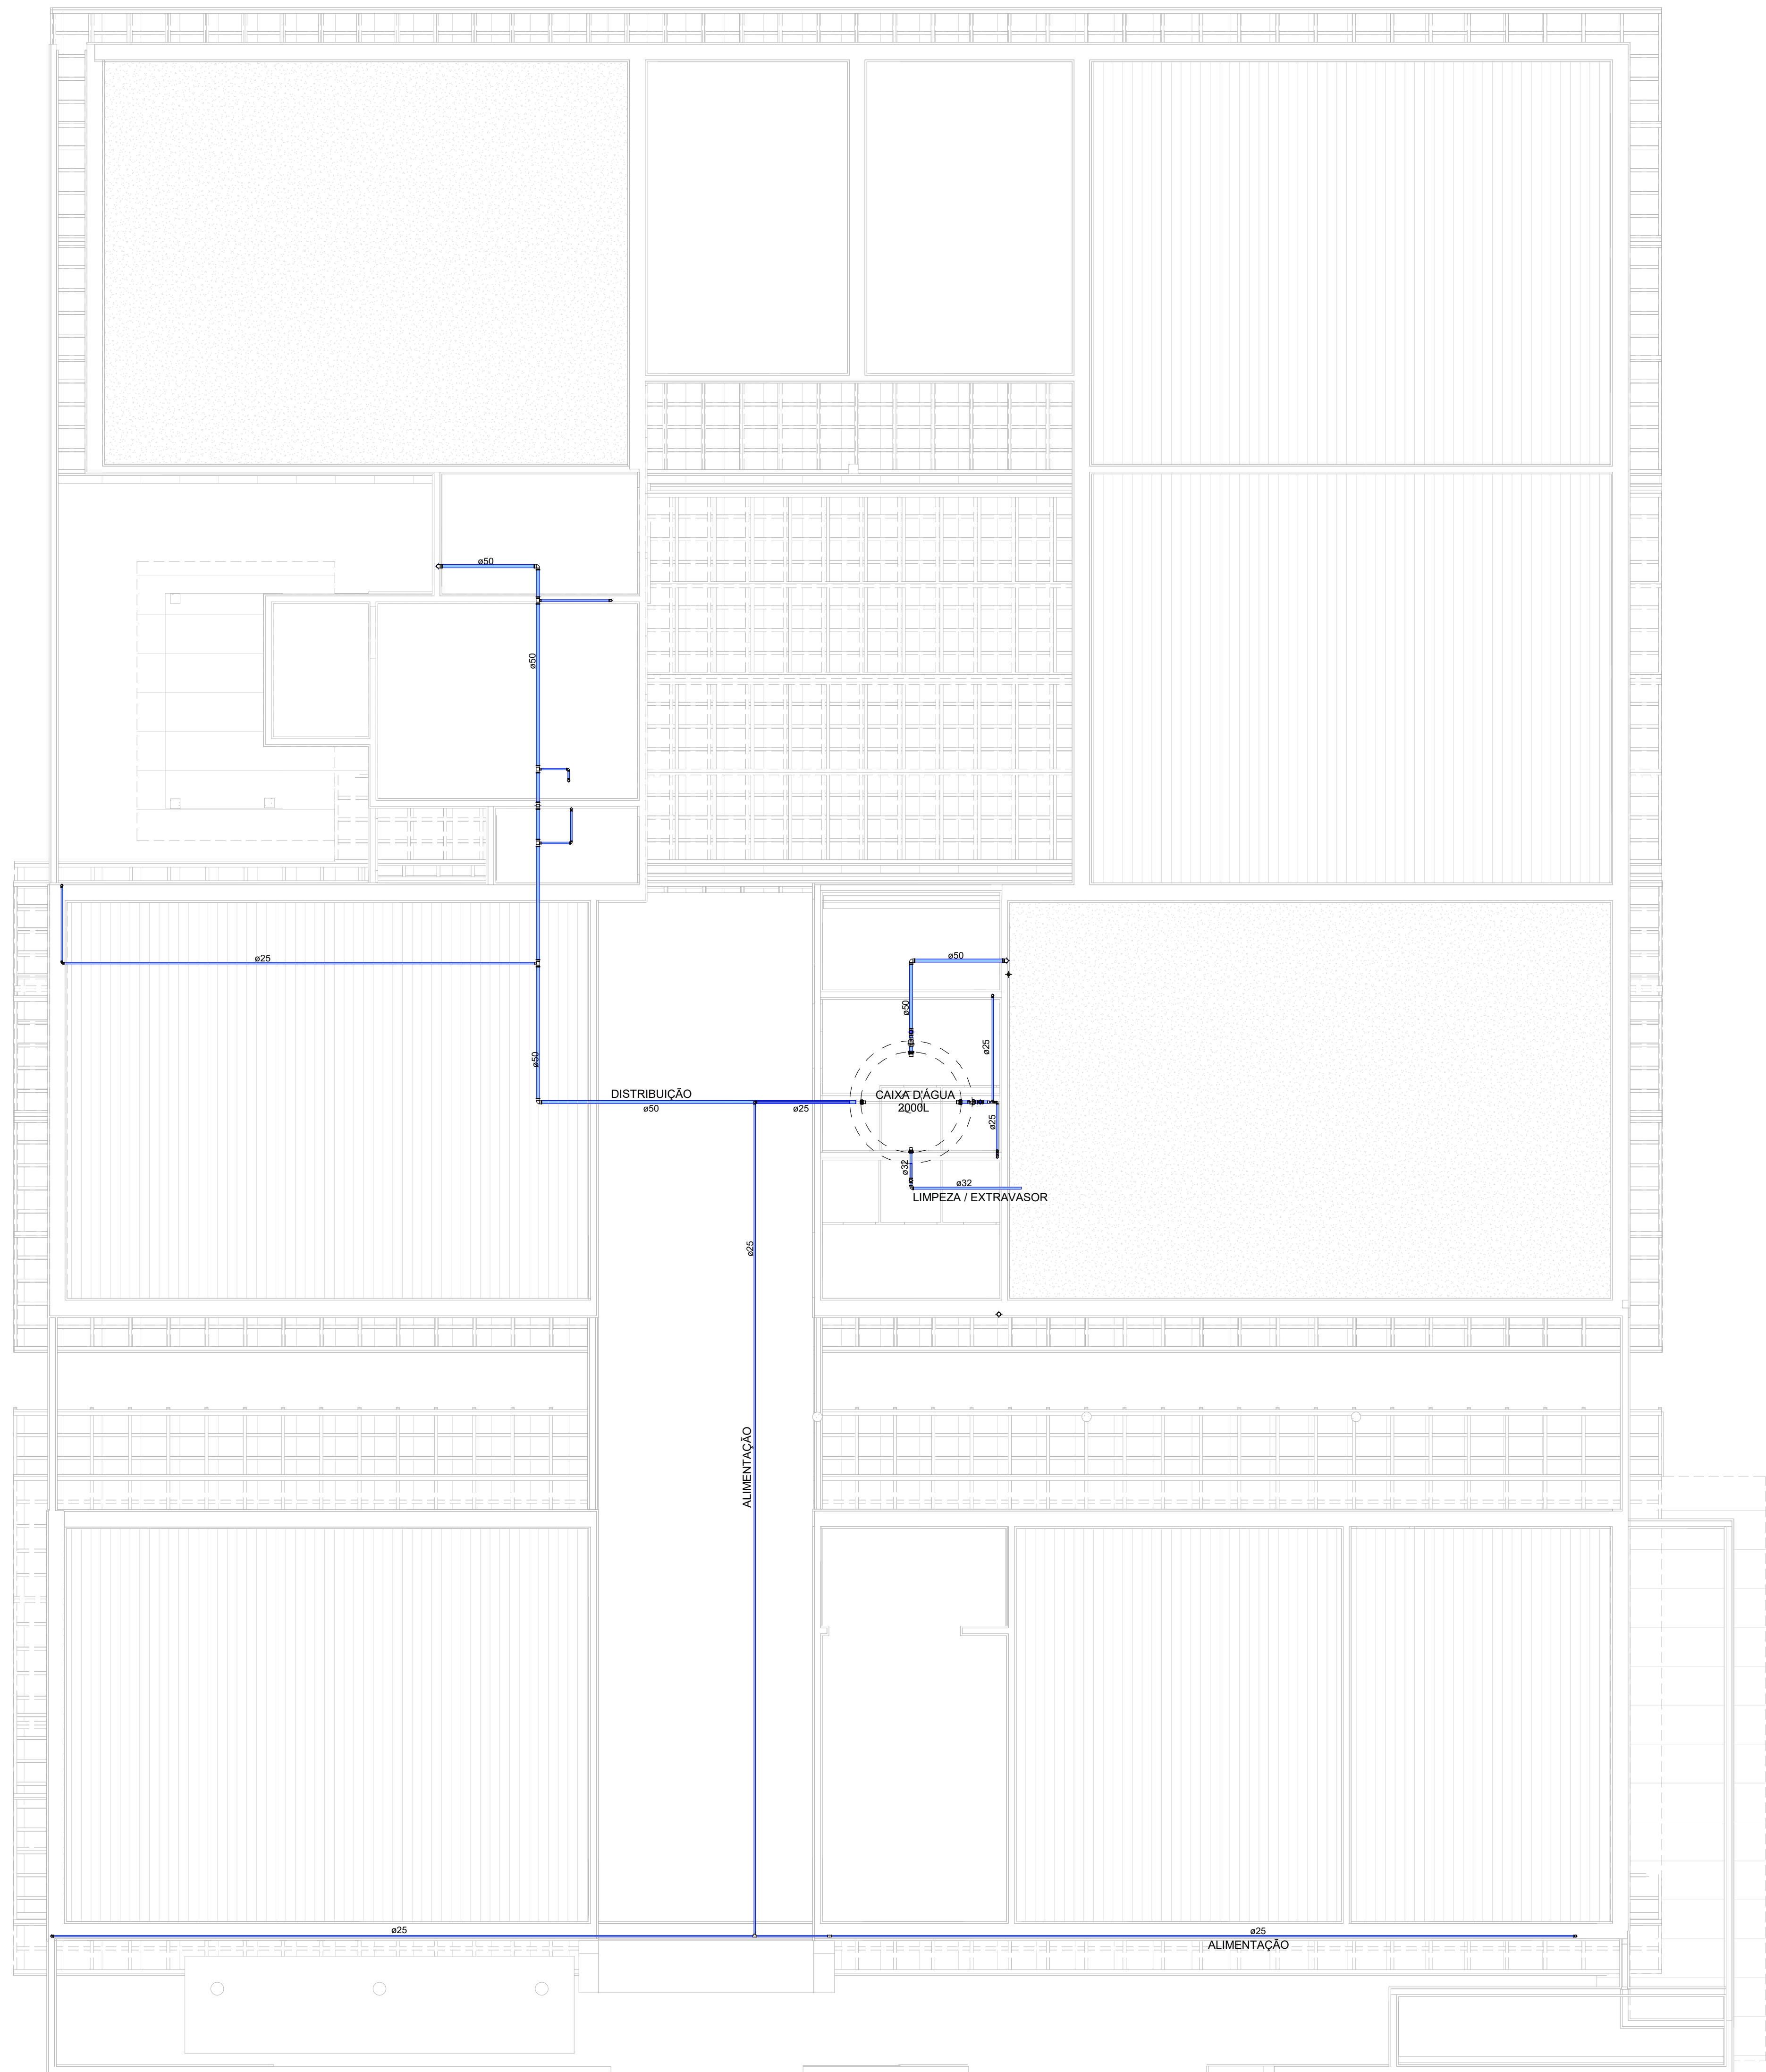 ø50
ø50
ø25
ø50
ø50
ø50
DISTRIBUIÇÃO
ø50
ø25
CAIXA D'ÁGUA
2000L
ø25
ø25
ø32
ø32
LIMPEZA / EXTRAVASOR
ø25
ALIMENTAÇÃO
ø25
ø25
ALIMENTAÇÃO